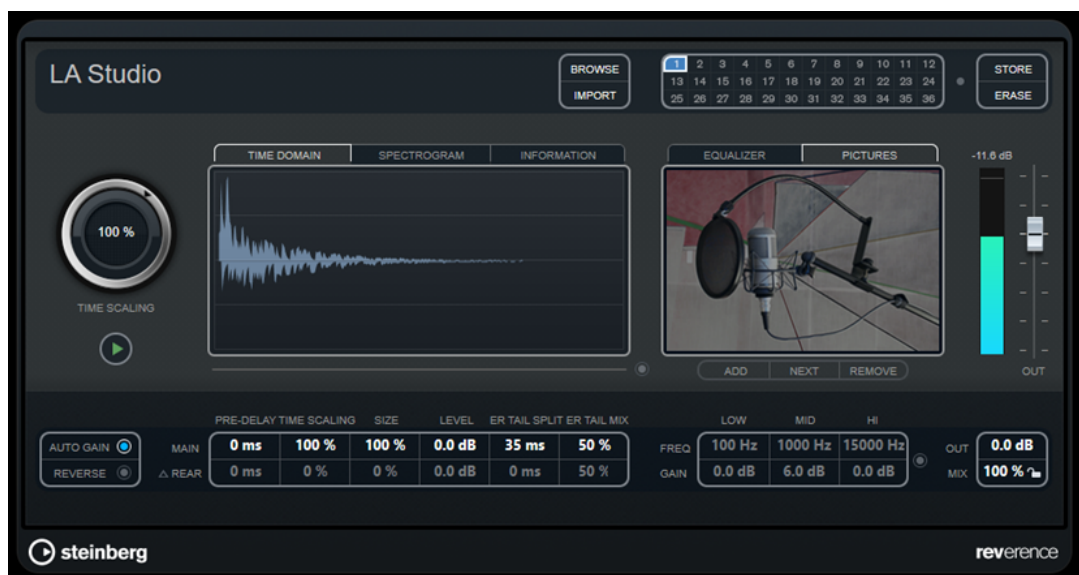 LA Studio
BROWSE
IMPORT
1 2 3 4 5 6 7 8 9 10 11 12
13 14 15 16 17 18 19 20 21 22 23 24
25 26 27 28 29 30 31 32 33 34 35 36
STORE
ERASE
TIME DOMAIN SPECTROGRAM INFORMATION
EQUALIZER PICTURES
-11.6 dB
100 %
TIME SCALING
ADD NEXT REMOVE
OUT
PRE-DELAY TIME SCALING SIZE LEVEL ER TAIL SPLIT ER TAIL MIX
LOW MID HI
AUTO GAIN
MAIN 0 ms 100 % 100 % 0.0 dB 35 ms 50 %
FREQ 100 Hz 1000 Hz 15000 Hz
OUT 0.0 dB
REVERSE
△ REAR 0 ms 0 % 0 % 0.0 dB 0 ms 50 %
GAIN 0.0 dB 6.0 dB 0.0 dB
MIX 100 %
steinberg
reverence